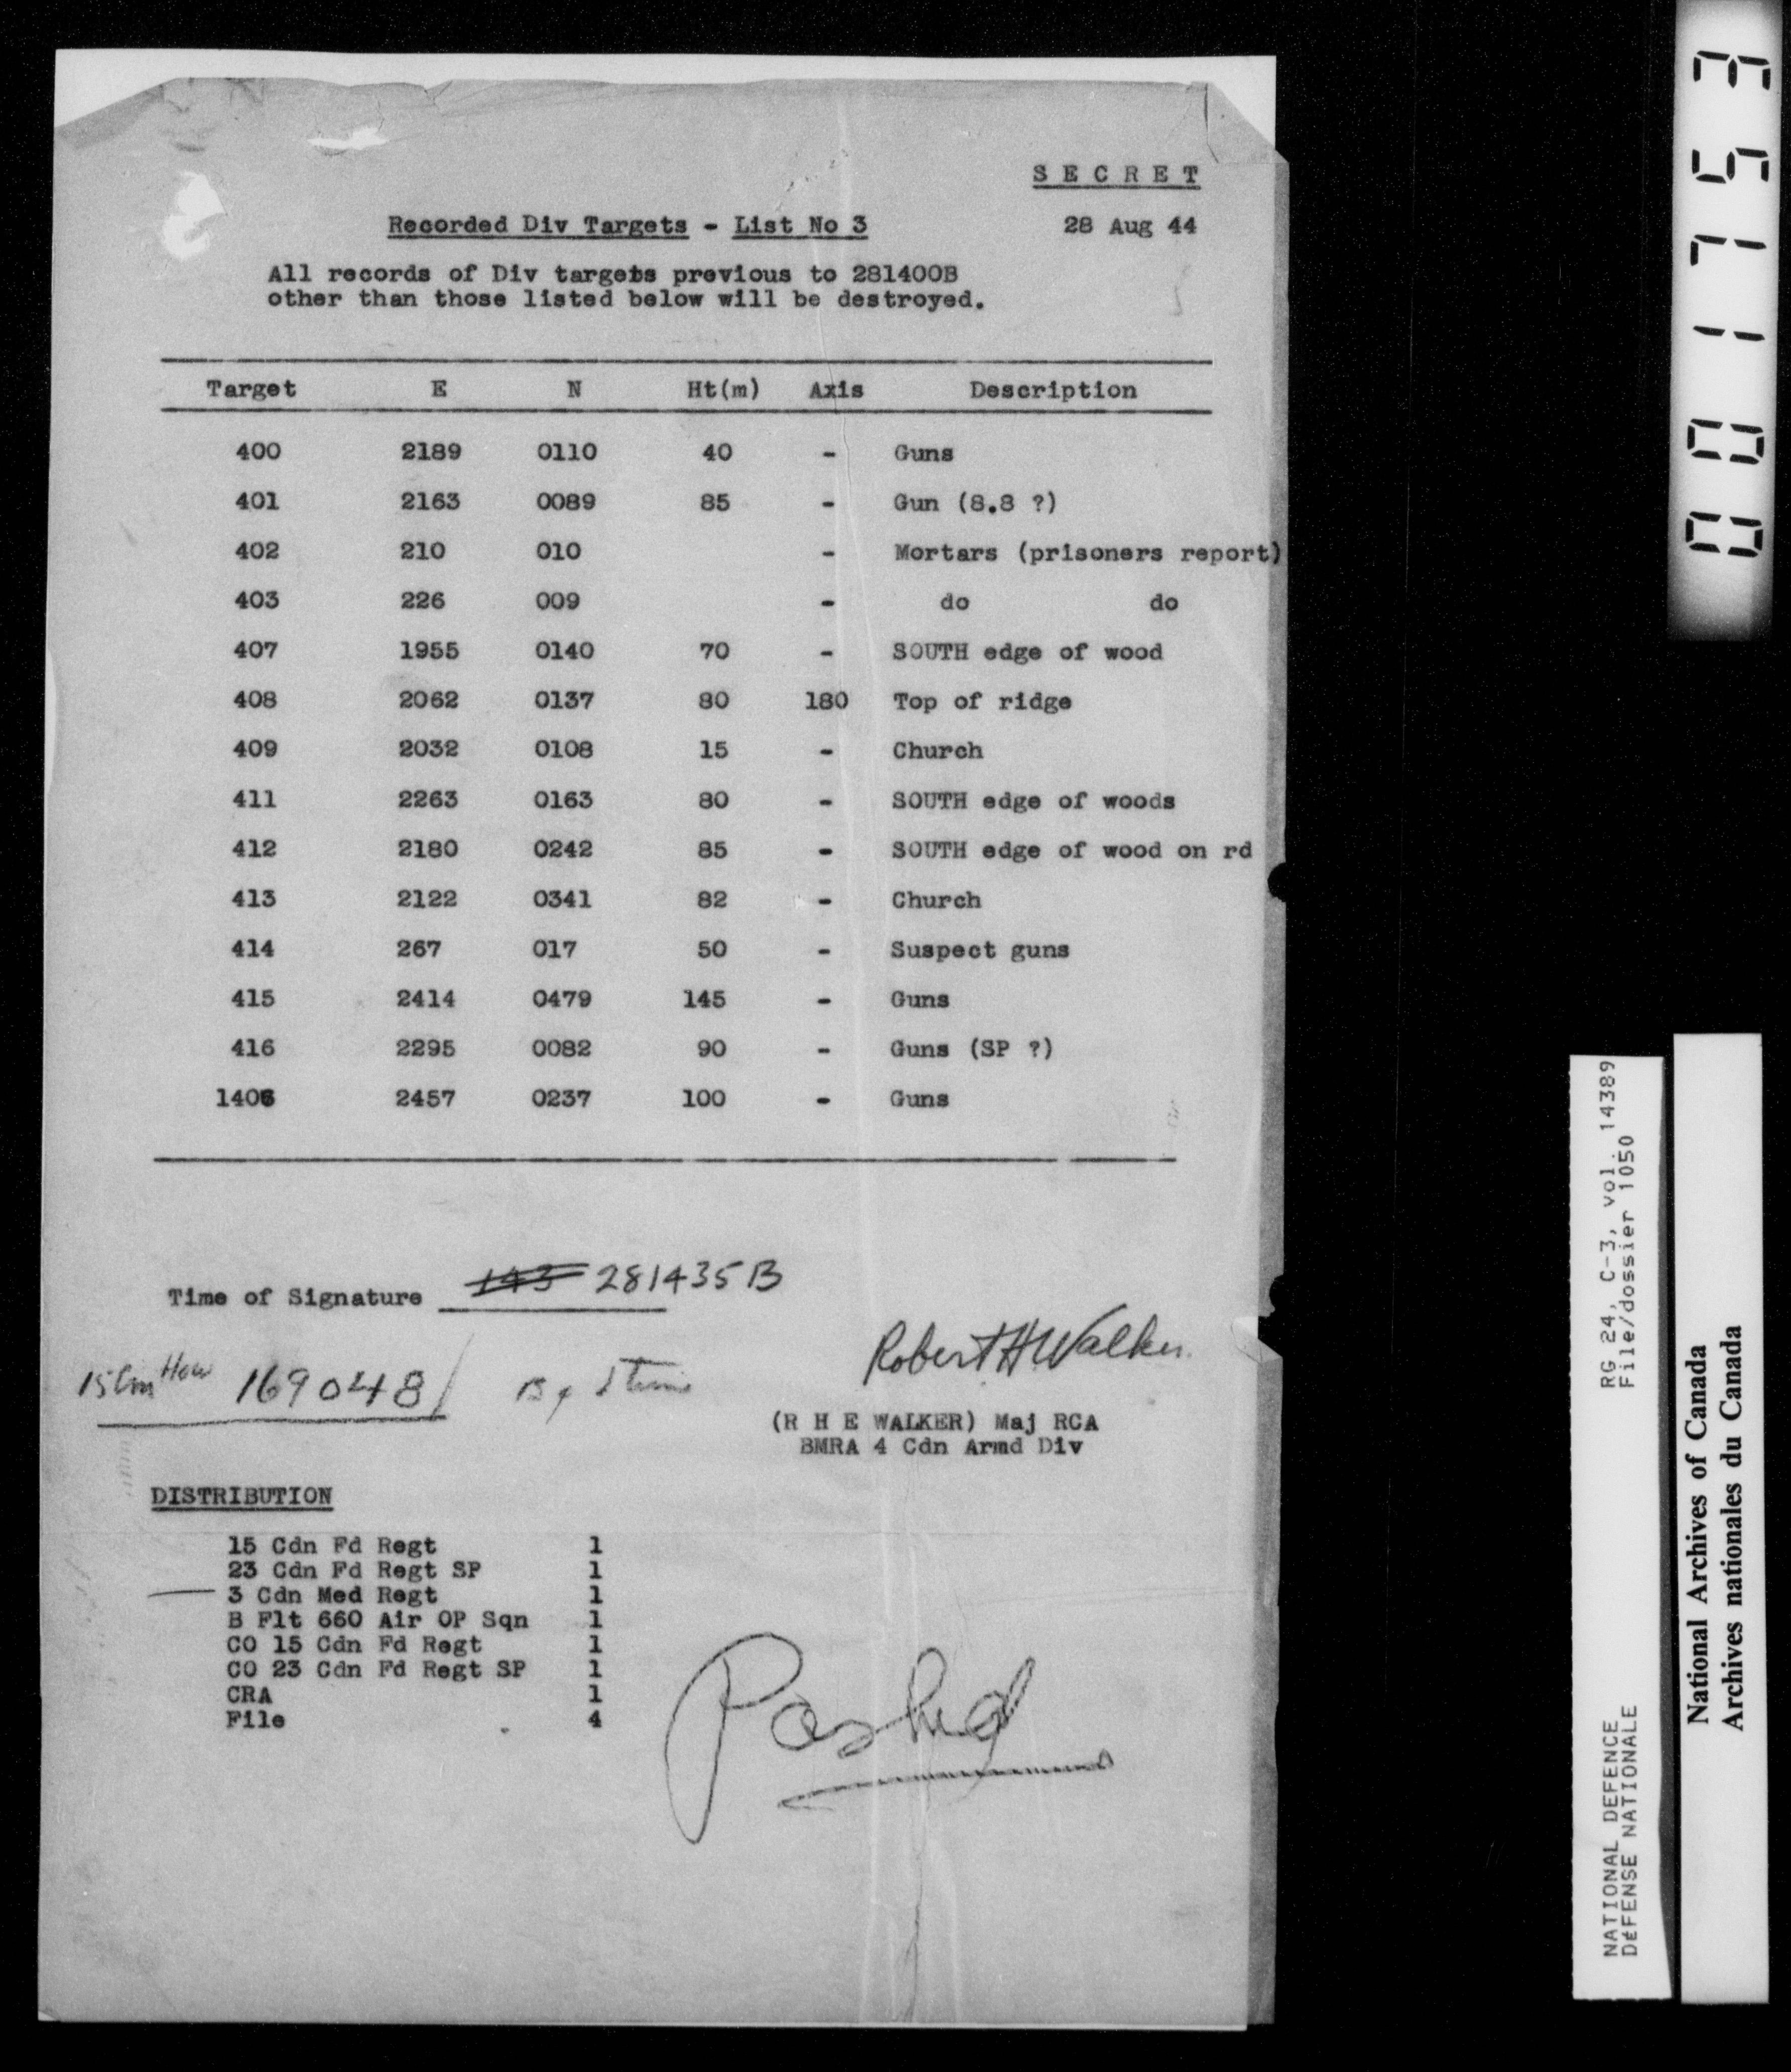 SECRET
Recorded Div Targets - List No 3 28 Aug 44
All records of Div targets previous to 281400B
other than those listed below will be destroyed.
Target E N Ht(m) Axis Description
400 2189 0110 40 - Guns
401 2163 0089 85 - Gun (8.8 ?)
402 210 010 - Mortars (prisoners report)
403 226 009 - do do
407 1955 0140 70 - SOUTH edge of wood
408 2062 0137 80 180 Top of ridge
409 2032 0108 15 - Church
411 2263 0163 80 - SOUTH edge of woods
412 2180 0242 85 - SOUTH edge of wood on rd
413 2122 0341 82 - Church
414 267 017 50 - Suspect guns
415 2414 0479 145 - Guns
416 2295 0082 90 - Guns (SP ?)
1406 2457 0237 100 - Guns
Time of Signature 143 281435B
Robert H Walker.
15 Cm How 169048/
(R H E WALKER) Maj RCA
BMRA 4 Cdn Armd Div
DISTRIBUTION
15 Cdn Fd Regt 1
23 Cdn Fd Regt SP 1
3 Cdn Med Regt 1
B Flt 660 Air OP Sqn 1
CO 15 Cdn Fd Regt 1
CO 23 Cdn Fd Regt SP 1
CRA 1
File 4
001753
RG 24, C-3, vol. 14389
File/dossier 1050
NATIONAL DEFENCE
DÉFENSE NATIONALE
National Archives of Canada
Archives nationales du Canada